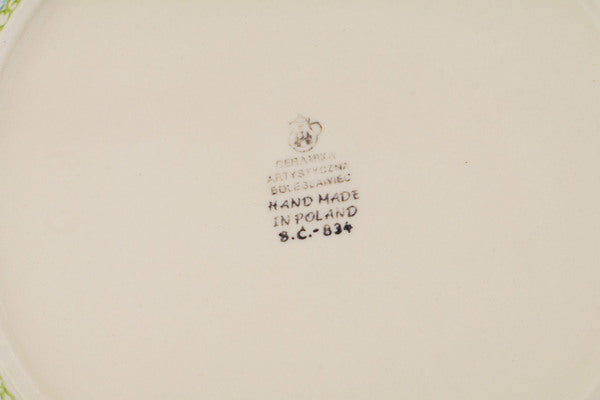 CERAMIKA
ARTYSTYCZNA
BOLESŁAWIEC
HAND MADE
IN POLAND
S.C.-834